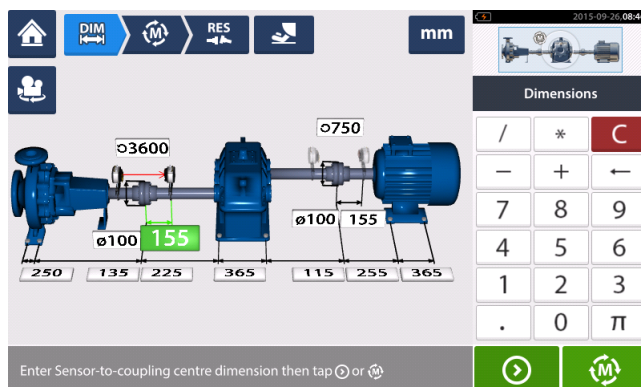 DIM
M
RES
mm
2015-09-26, 08:4
Dimensions
3600
750
ø100
155
ø100
155
250
135
225
365
115
255
365
/ * C
− + ←
7 8 9
4 5 6
1 2 3
. 0 π
Enter Sensor-to-coupling centre dimension then tap or M
M